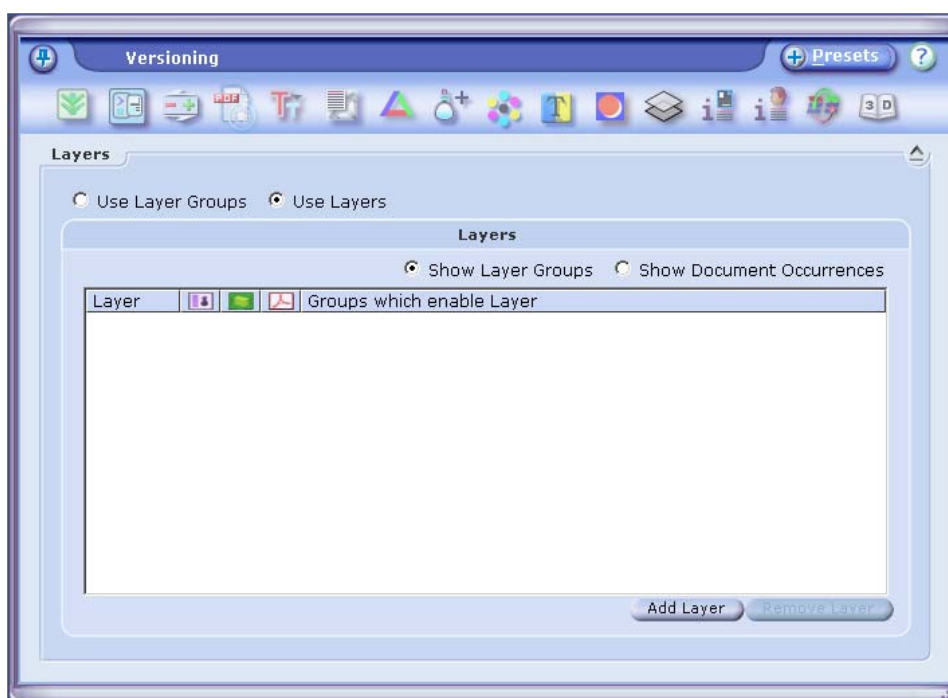 Versioning
Presets
?
PDF
T
i
i
3 D
Layers
Use Layer Groups Use Layers
Layers
Show Layer Groups Show Document Occurrences
Layer Groups which enable Layer
Add Layer Remove Layer